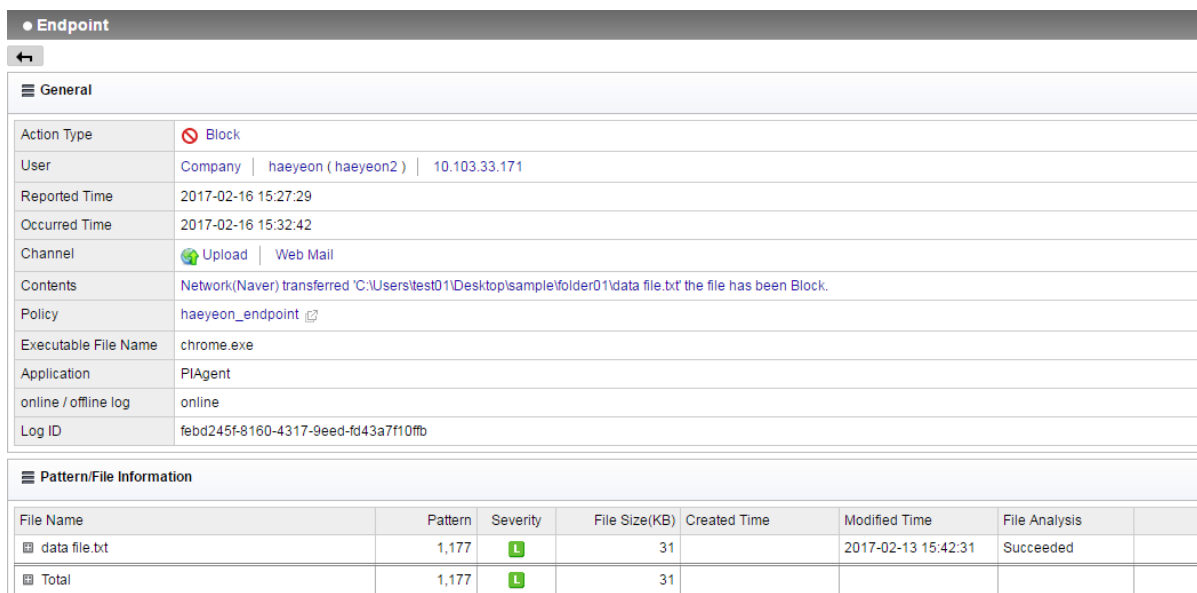 Endpoint
General
Action Type Block
User Company haeyeon ( haeyeon2 ) 10.103.33.171
Reported Time 2017-02-16 15:27:29
Occurred Time 2017-02-16 15:32:42
Channel Upload Web Mail
Contents Network(Naver) transferred 'C:\Users\test01\Desktop\sample\folder01\data file.txt' the file has been Block.
Policy haeyeon_endpoint
Executable File Name chrome.exe
Application PIAgent
online / offline log online
Log ID febd245f-8160-4317-9eed-fd43a7f10ffb
Pattern/File Information
File Name Pattern Severity File Size(KB) Created Time Modified Time File Analysis
data file.txt 1,177 L 31 2017-02-13 15:42:31 Succeeded
Total 1,177 L 31